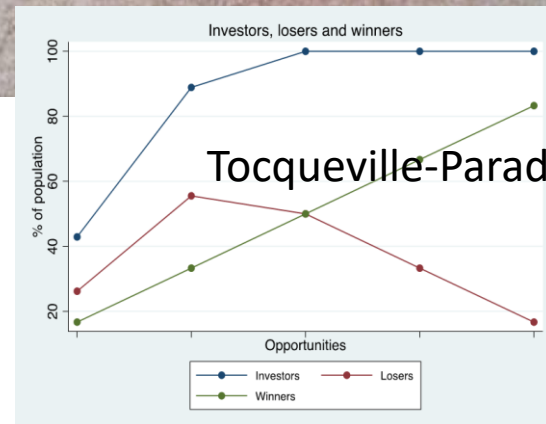 Investors, losers and winners
100
80
60
40
20
% of population
Tocqueville-Parad
Opportunities
Investors
Losers
Winners